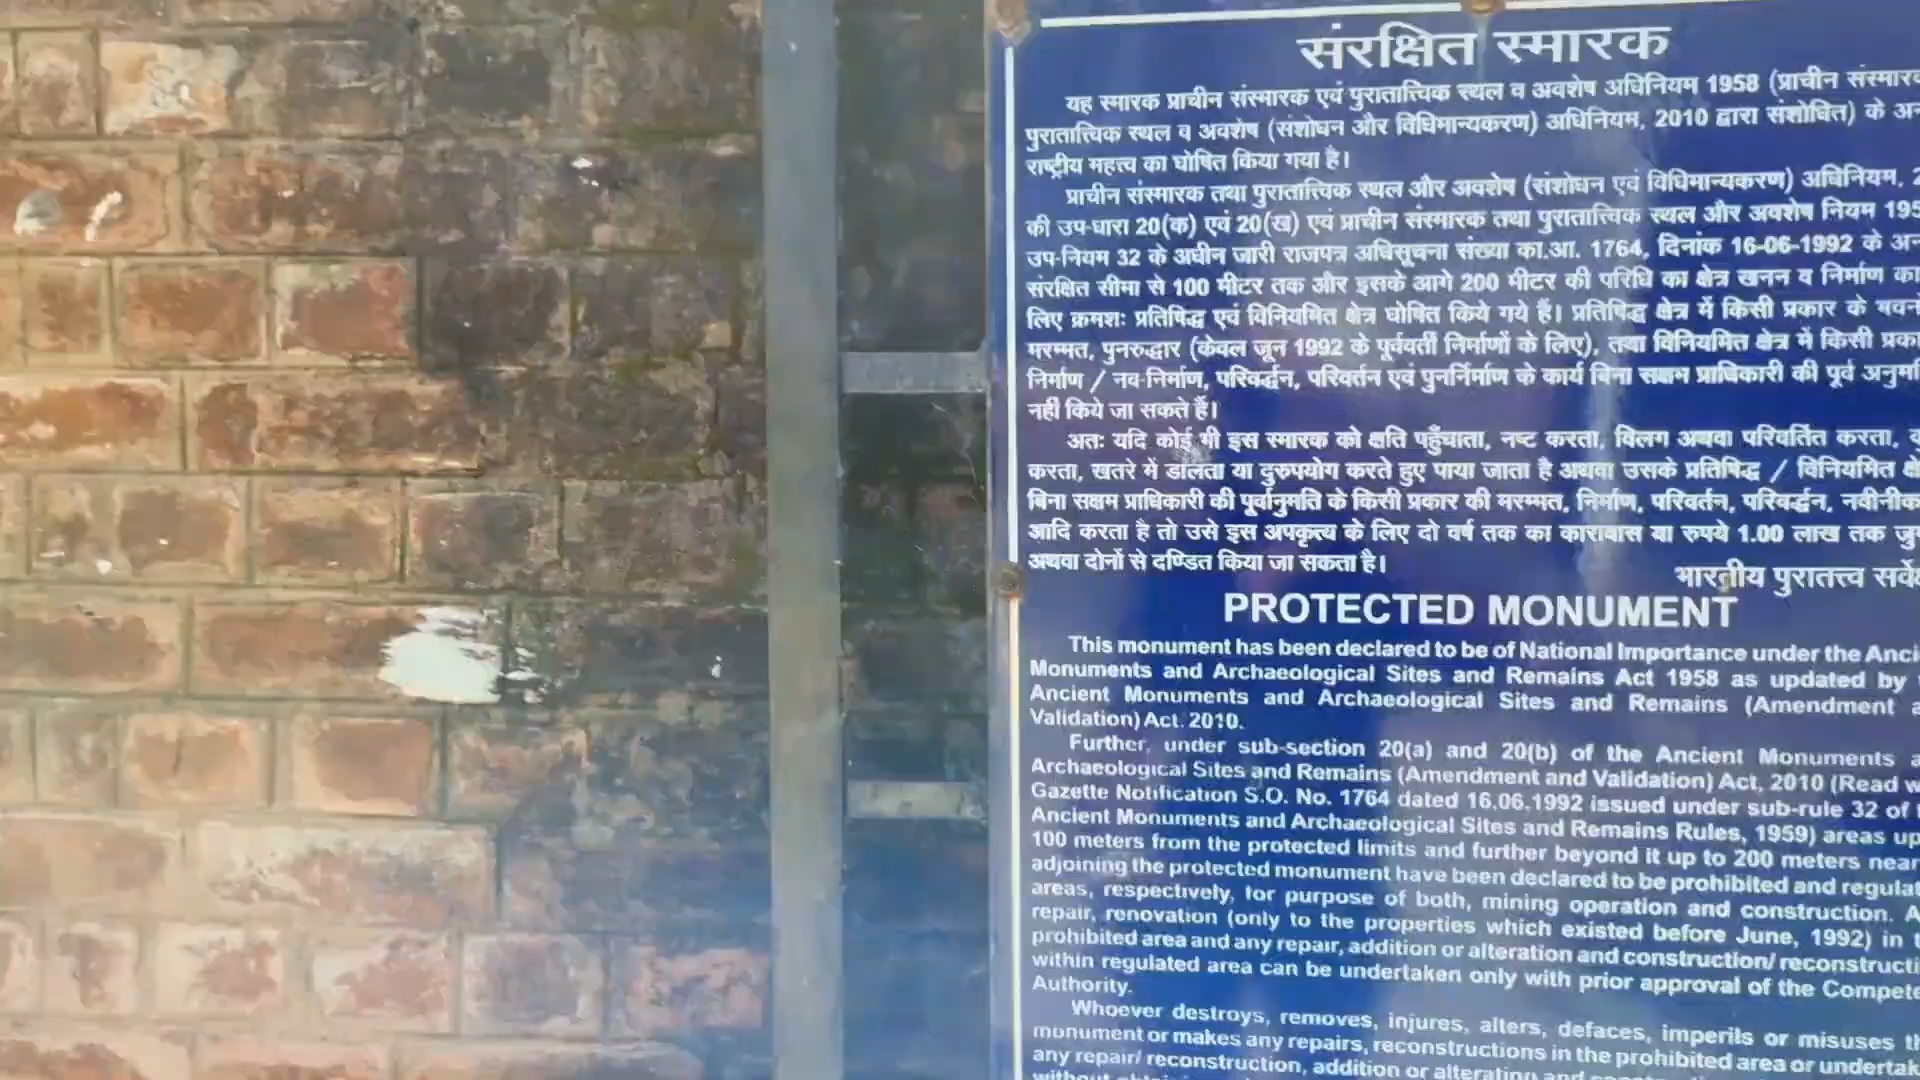 संरक्षित स्मारक
यह स्मारक प्राचीन संस्मारक एवं पुरातात्त्विक स्थल व अवशेष अधिनियम 1958 (प्राचीन संस्मारक
पुरातात्त्विक स्थल व अवशेष (संशोधन और विधिमान्यकरण) अधिनियम, 2010 द्वारा संशोधित) के
राष्ट्रीय महत्त्व का घोषित किया गया है।
प्राचीन संस्मारक तथा पुरातात्त्विक स्थल और अवशेष (संशोधन एवं विधिमान्यकरण) अधिनियम,
की उप-धारा 20(क) एवं 20(ख) एवं प्राचीन संस्मारक तथा पुरातात्त्विक स्थल और अवशेष नियम
उप-नियम 32 के अधीन जारी राजपत्र अधिसूचना संख्या का.आ. 1764, दिनांक 16-06-1992 के
संरक्षित सीमा से 100 मीटर तक और इसके आगे 200 मीटर की परिधि का क्षेत्र खनन व निर्माण
लिए क्रमशः प्रतिषिद्ध एवं विनियमित क्षेत्र घोषित किये गये हैं। प्रतिषिद्ध क्षेत्र में किसी प्रकार के
मरम्मत, पुनरुद्धार (केवल जून 1992 के पूर्ववर्ती निर्माणों के लिए), तथा विनियमित क्षेत्र में किसी
निर्माण / नव-निर्माण, परिवर्द्धन, परिवर्तन एवं पुनर्निर्माण के कार्य बिना सक्षम प्राधिकारी की पूर्व
नहीं किये जा सकते हैं।
अतः यदि कोई भी इस स्मारक को क्षति पहुँचाता, नष्ट करता, विलग अथवा परिवर्तित करता,
करता, खतरे में डालता या दुरुपयोग करते हुए पाया जाता है अथवा उसके प्रतिषिद्ध / विनियमित
बिना सक्षम प्राधिकारी की पूर्वानुमति के किसी प्रकार की मरम्मत, निर्माण, परिवर्तन, परिवर्द्धन,
आदि करता है तो उसे इस अपकृत्य के लिए दो वर्ष तक का कारावास या रुपये 1.00 लाख तक
अथवा दोनों से दण्डित किया जा सकता है।
भारतीय पुरातत्त्व
PROTECTED MONUMENT
This monument has been declared to be of National Importance under the
Monuments and Archaeological Sites and Remains Act 1958 as updated by
Ancient Monuments and Archaeological Sites and Remains (Amendment
Validation) Act. 2010.
Further, under sub-section 20(a) and 20(b) of the Ancient Monuments
Archaeological Sites and Remains (Amendment and Validation) Act, 2010 (Read
Gazette Notification S.O. No. 1764 dated 16.06.1992 issued under sub-rule 32 of
Ancient Monuments and Archaeological Sites and Remains Rules, 1959) areas
100 meters from the protected limits and further beyond it up to 200 meters near
adjoining the protected monument have been declared to be prohibited and
areas, respectively, for purpose of both, mining operation and construction.
repair, renovation (only to the properties which existed before June, 1992) in
prohibited area and any repair, addition or alteration and construction/
within regulated area can be undertaken only with prior approval of the
Authority.
Whoever destroys, removes, injures, alters, defaces, imperils or misuses
monument or makes any repairs, reconstructions in the prohibited area or
any repair/ reconstruction, addition or alterating and
without